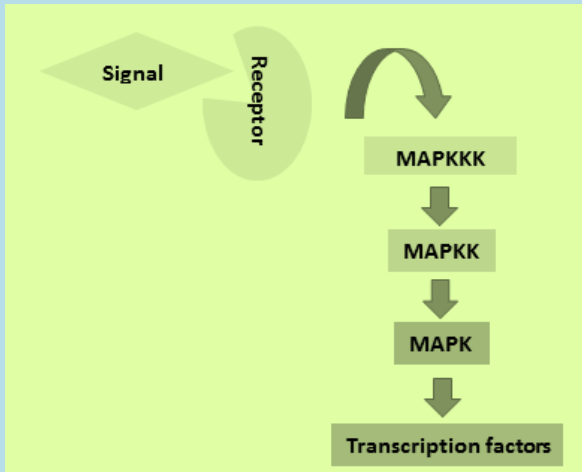 Signal
Receptor
MAPKKK
MAPKK
MAPK
Transcription factors